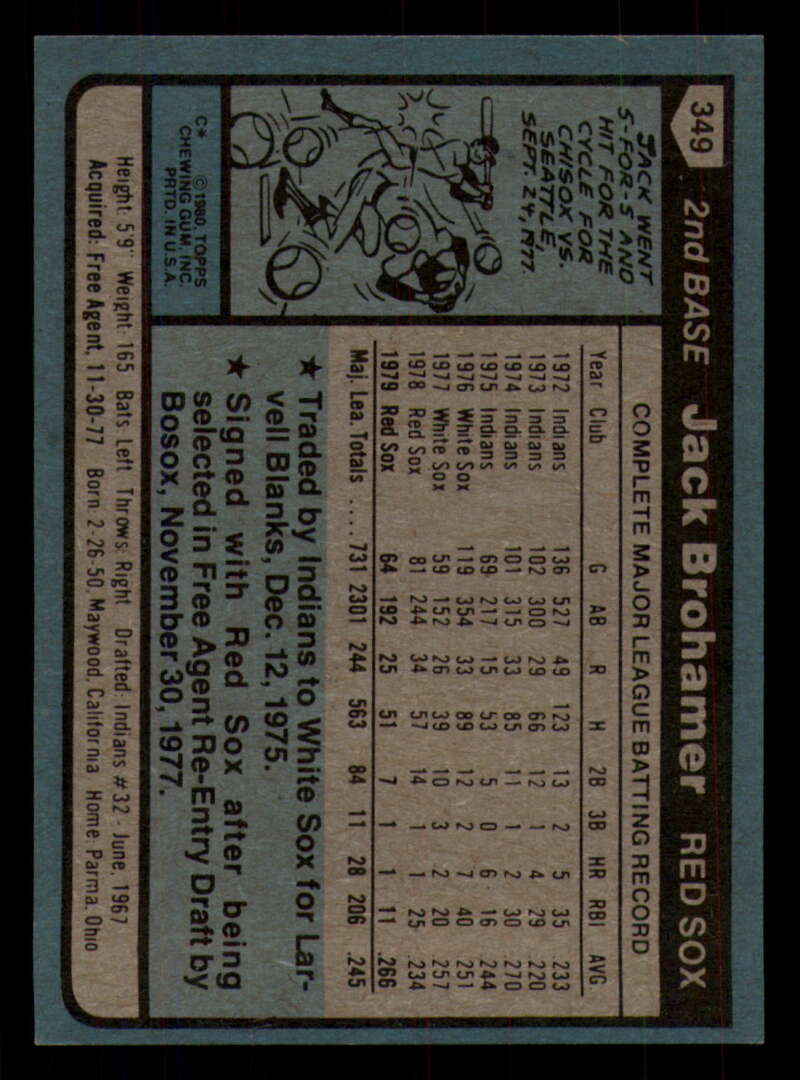 349 2nd BASE Jack Brohamer RED SOX
JACK WENT
5-FOR-5 AND
HIT FOR THE
CYCLE FOR
CHISOX VS.
SEATTLE,
SEPT. 24, 1977.
C* © 1980 TOPPS
CHEWING GUM, INC.
PRTD. IN U.S.A.
COMPLETE MAJOR LEAGUE BATTING RECORD
Year Club G AB R H 2B 3B HR RBI AVG.
1972 Indians 136 527 49 123 13 2 5 35 .233
1973 Indians 102 300 29 66 12 1 4 29 .220
1974 Indians 101 315 33 85 11 1 2 30 .270
1975 Indians 69 217 15 53 5 0 6 16 .244
1976 White Sox 119 354 33 89 12 2 7 40 .251
1977 White Sox 59 152 26 39 10 3 2 20 .257
1978 Red Sox 81 244 34 57 14 1 1 25 .234
1979 Red Sox 64 192 25 51 7 1 1 11 .266
Maj. Lea. Totals .... 731 2301 244 563 84 11 28 206 .245
★ Traded by Indians to White Sox for Lar-
vell Blanks, Dec. 12, 1975.
★ Signed with Red Sox after being
selected in Free Agent Re-Entry Draft by
Bosox, November 30, 1977.
Height: 5'9" Weight: 165 Bats: Left Throws: Right Drafted: Indians #32 - June, 1967
Acquired: Free Agent, 11-30-77 Born: 2-26-50, Maywood, California Home: Parma, Ohio